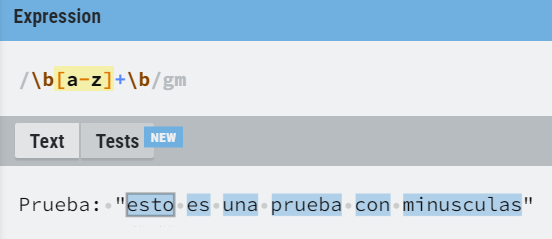 Expression
/\b[a-z]+\b/gm
Text Tests NEW
Prueba: "esto es una prueba con minusculas"